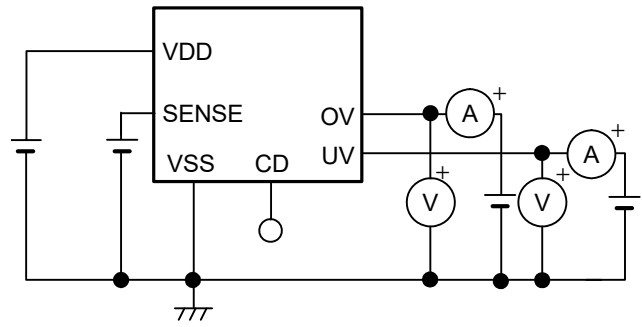 VDD
SENSE
VSS CD
OV
UV
A +
A +
V +
V +